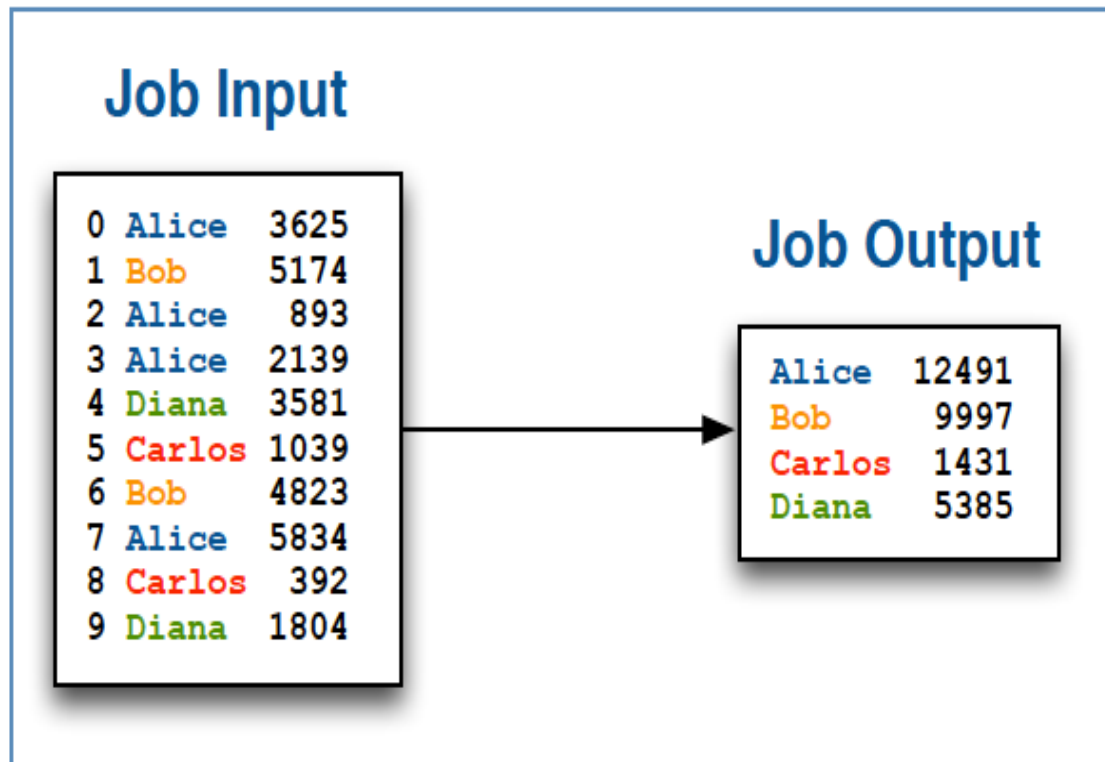 Job Input
0 Alice 3625
1 Bob 5174
2 Alice 893
3 Alice 2139
4 Diana 3581
5 Carlos 1039
6 Bob 4823
7 Alice 5834
8 Carlos 392
9 Diana 1804
Job Output
Alice 12491
Bob 9997
Carlos 1431
Diana 5385